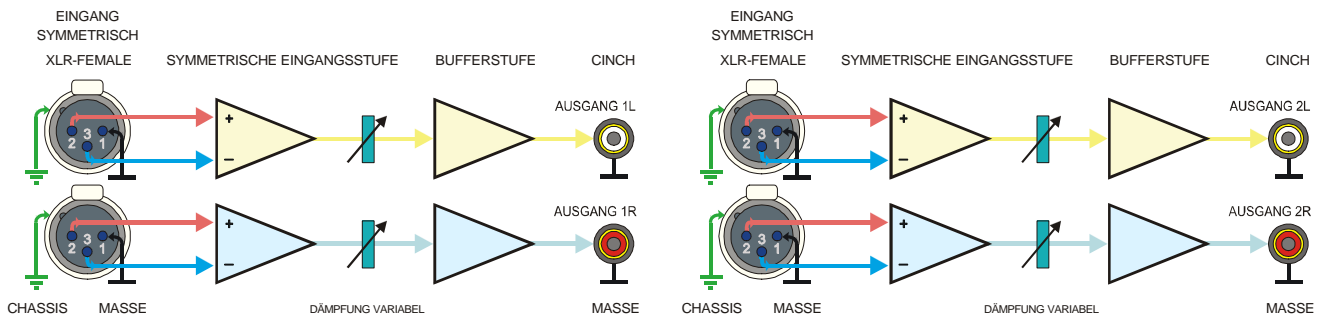 EINGANG
SYMMETRISCH
XLR-FEMALE SYMMETRISCHE EINGANGSSTUFE BUFFERSTUFE CINCH
AUSGANG 1L
+
3
2 1
−
AUSGANG 1R
+
3
2 1
−
CHASSIS MASSE DÄMPFUNG VARIABEL MASSE
EINGANG
SYMMETRISCH
XLR-FEMALE SYMMETRISCHE EINGANGSSTUFE BUFFERSTUFE CINCH
AUSGANG 2L
+
3
2 1
−
AUSGANG 2R
+
3
2 1
−
CHASSIS MASSE DÄMPFUNG VARIABEL MASSE